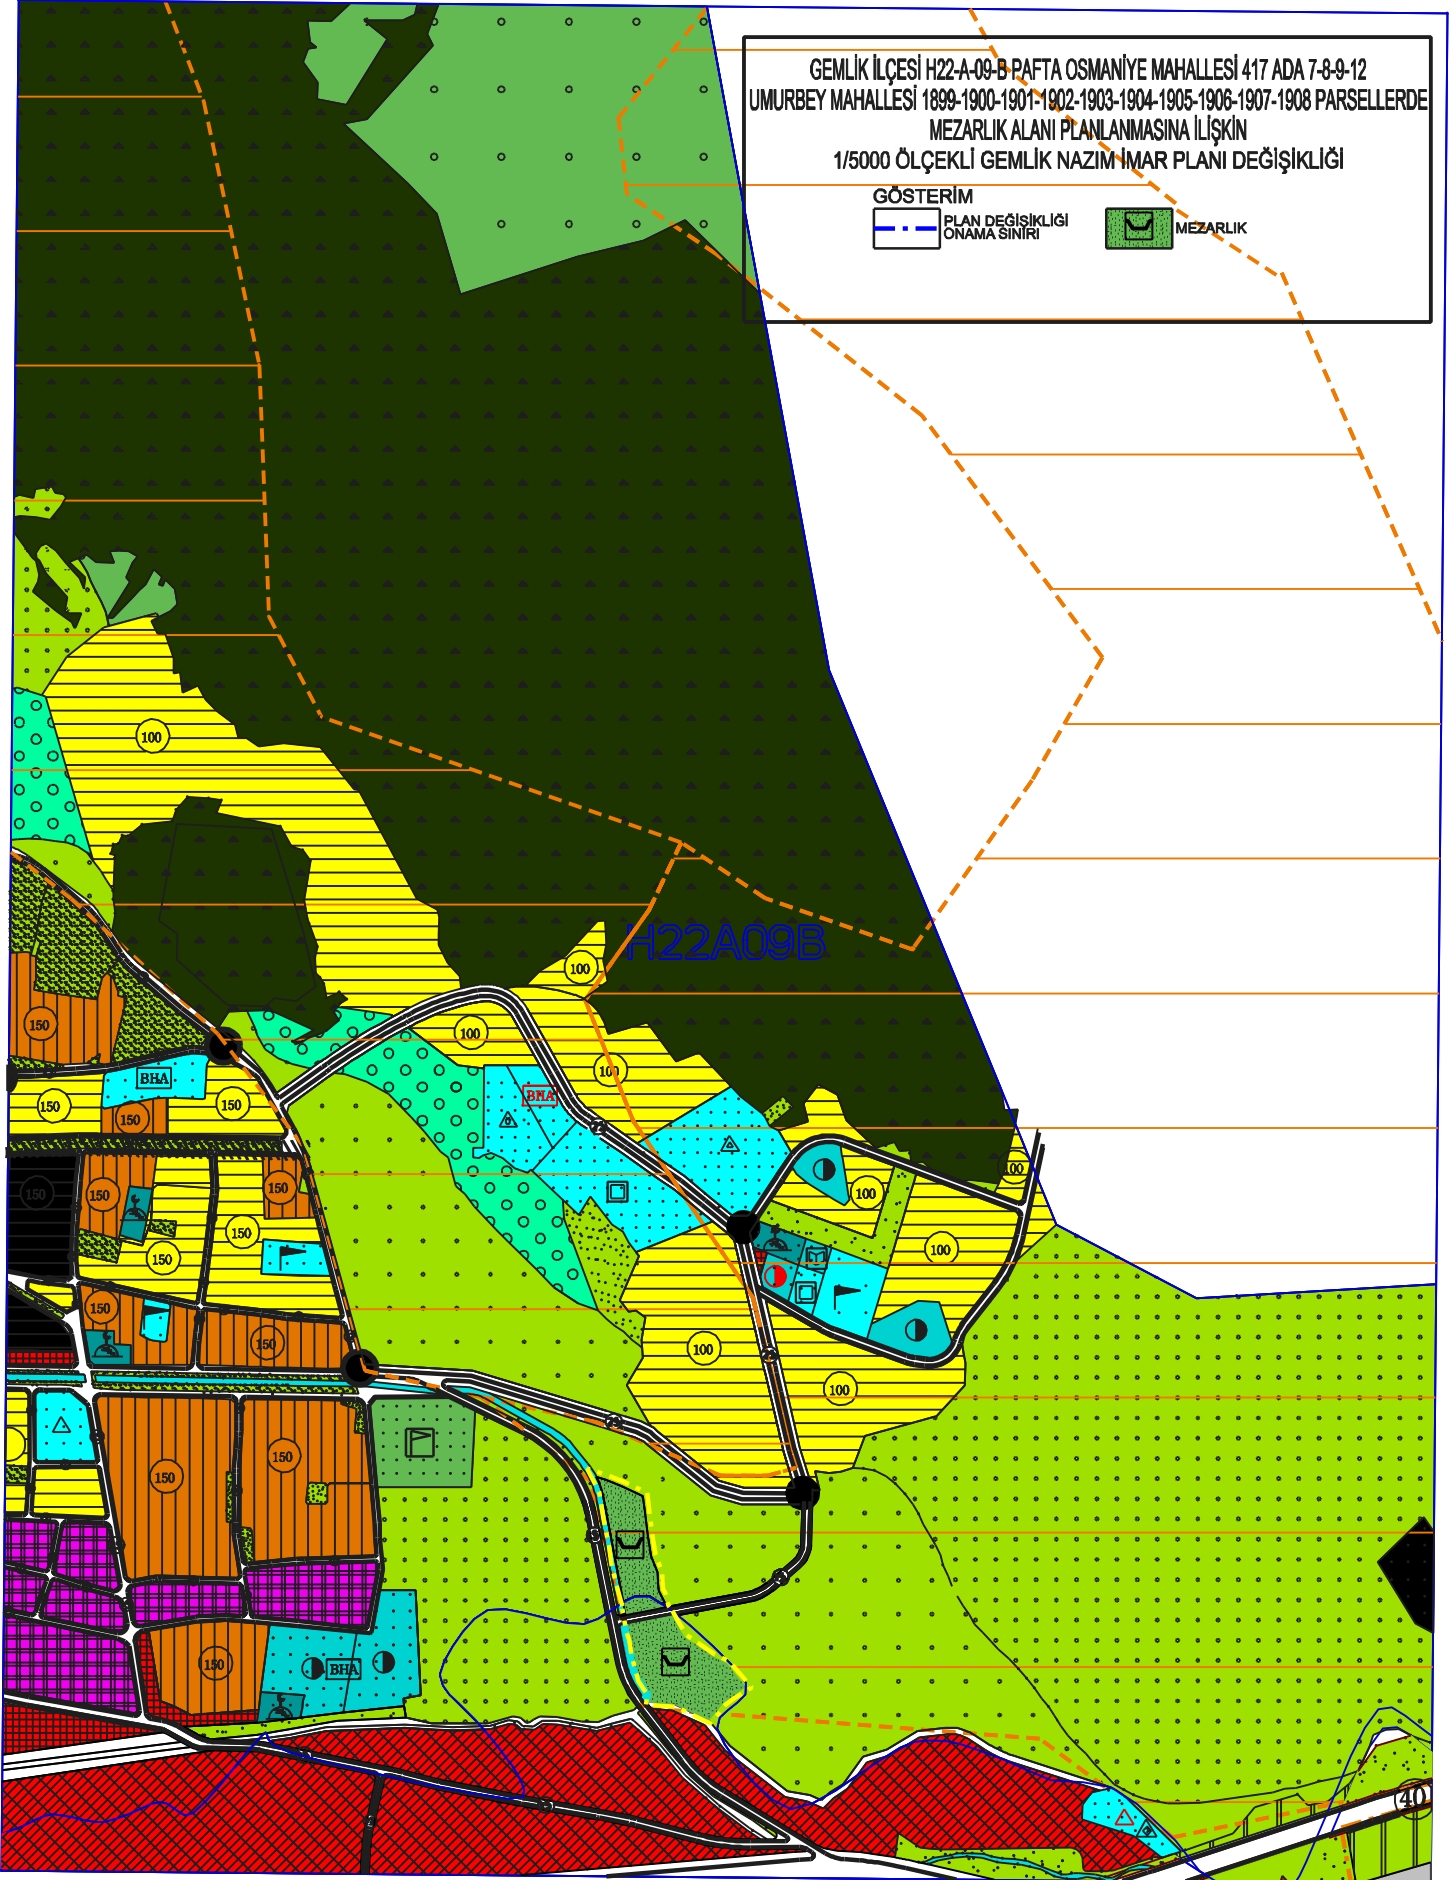 GEMLİK İLÇESİ H22-A-09-B PAFTA OSMANİYE MAHALLESİ 417 ADA 7-8-9-12
UMURBEY MAHALLESİ 1899-1900-1901-1902-1903-1904-1905-1906-1907-1908 PARSELLERDE
MEZARLIK ALANI PLANLANMASINA İLİŞKİN
1/5000 ÖLÇEKLİ GEMLİK NAZIM İMAR PLANI DEĞİŞİKLİĞİ
GÖSTERİM
PLAN DEĞİŞİKLİĞİ
ONAMA SINIRI
MEZARLIK
100
H22A09B
100
150
100
100
BHA
BHA
150
150
150
150
150
150
100
100
150
150
100
150
150
100
100
150
150
150
BHA
40